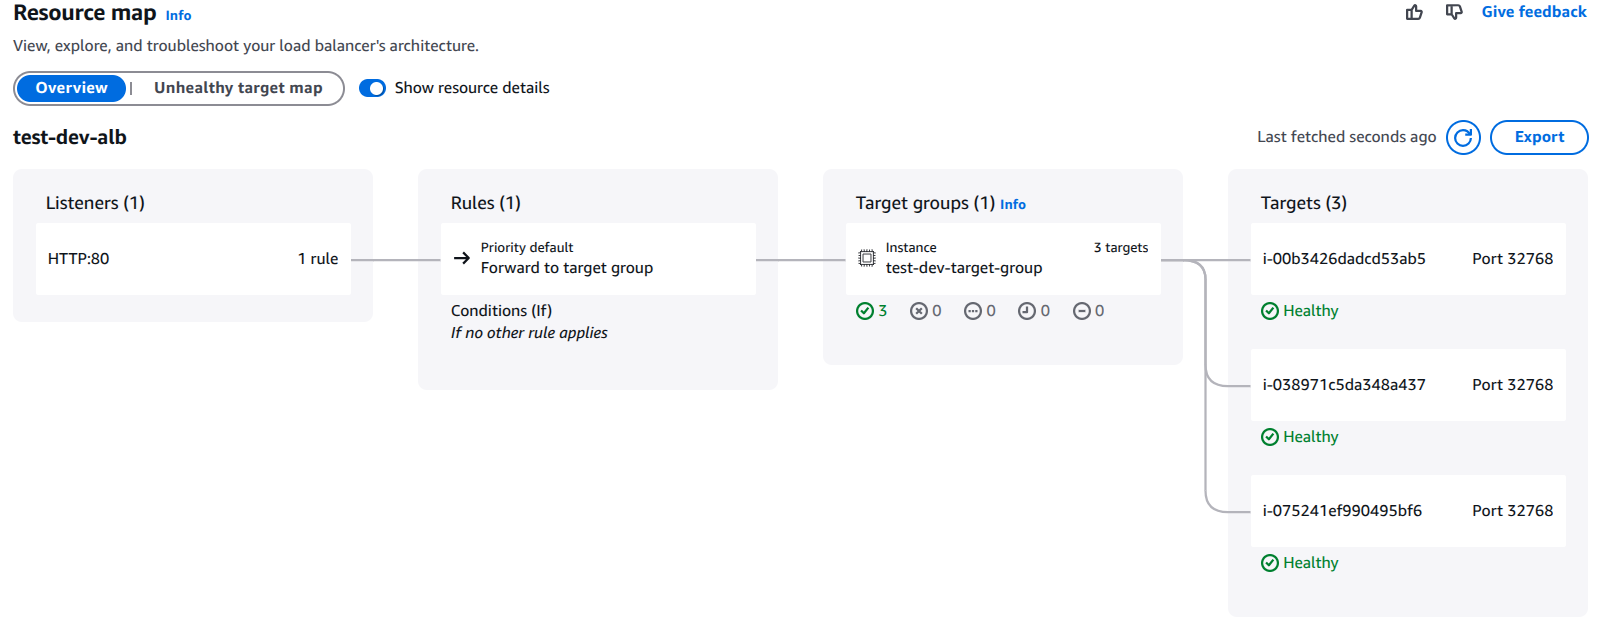 Resource map Info
Give feedback
View, explore, and troubleshoot your load balancer's architecture.
Overview | Unhealthy target map
Show resource details
test-dev-alb
Last fetched seconds ago
Export
Listeners (1)
HTTP:80 1 rule
Rules (1)
Priority default
Forward to target group
Conditions (If)
If no other rule applies
Target groups (1) Info
Instance 3 targets
test-dev-target-group
3 0 0 0 0
Targets (3)
i-00b3426dadcd53ab5 Port 32768
Healthy
i-038971c5da348a437 Port 32768
Healthy
i-075241ef990495bf6 Port 32768
Healthy